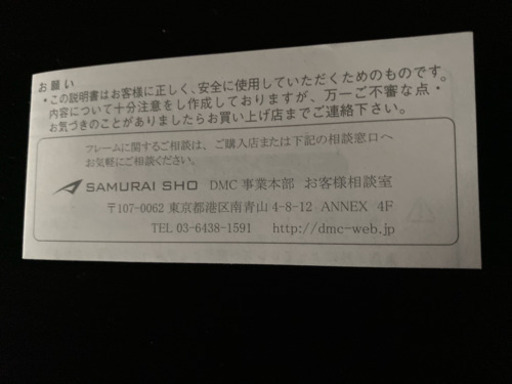 お願い
・この説明書はお客様に正しく、安全に使用していただくためのものです。
内容について十分注意をし作成しておりますが、万一ご不審な点・
お気づきのことがありましたらお買い上げ店までご連絡下さい。
フレームに関するご相談は、ご購入店または下記の相談窓口へ
お気軽にご相談ください。
SAMURAI SHO DMC 事業本部 お客様相談室
〒107-0062 東京都港区南青山 4-8-12 ANNEX 4F
TEL 03-6438-1591 http://dmc-web.jp